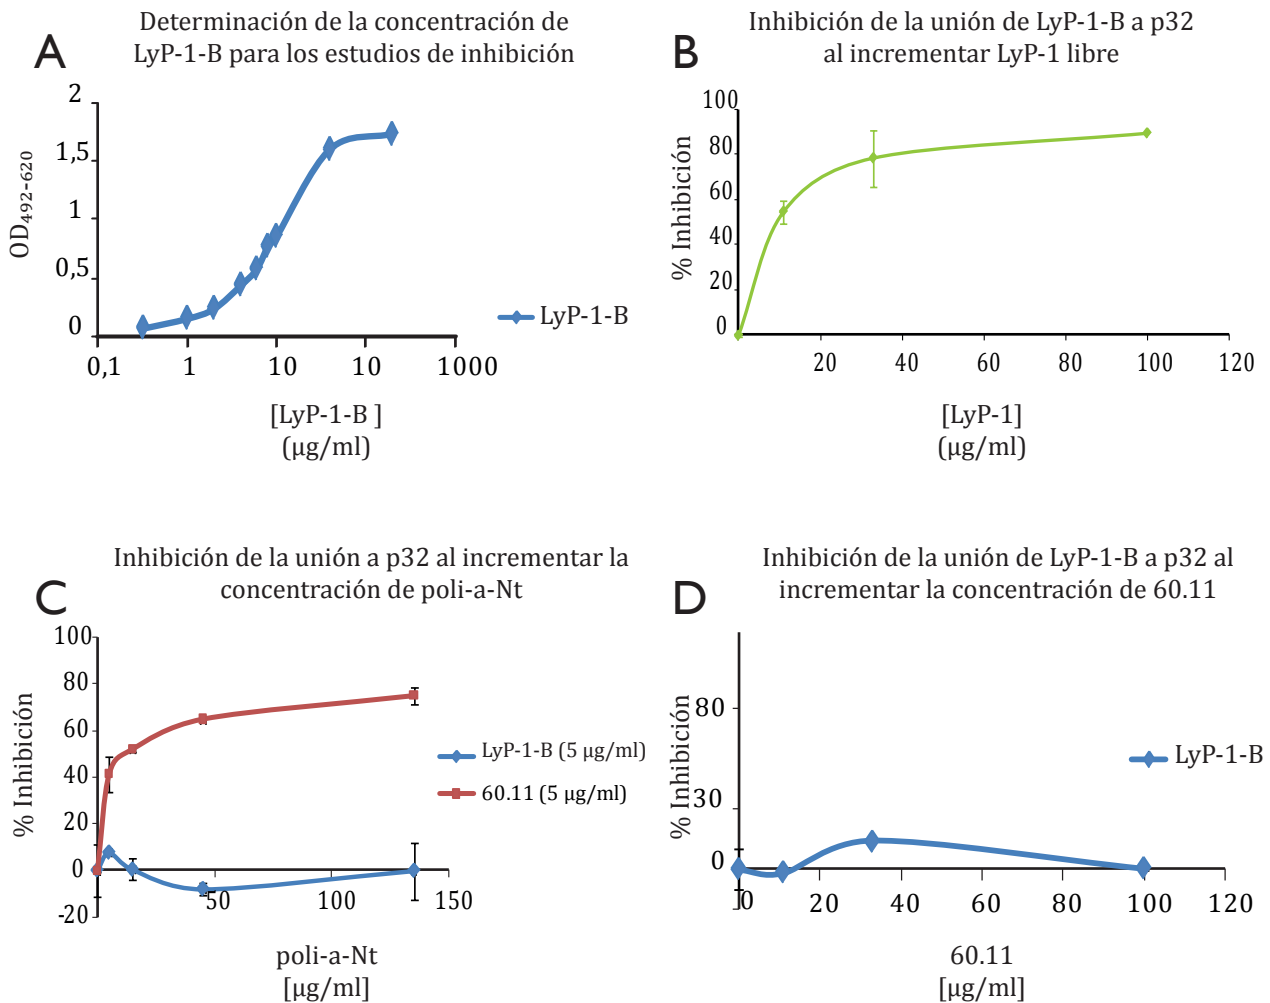 A
Determinación de la concentración de
LyP-1-B para los estudios de inhibición
2
1,5
1
0,5
0
OD492-620
0,1 1 10 10 1000
[LyP-1-B ]
(µg/ml)
LyP-1-B
B
Inhibición de la unión de LyP-1-B a p32
al incrementar LyP-1 libre
100
80
60
40
20
0
% Inhibición
20 40 60 80 100 120
[LyP-1]
(µg/ml)
C
Inhibición de la unión a p32 al incrementar la
concentración de poli-a-Nt
100
80
60
40
20
0
-20
% Inhibición
50 100 150
poli-a-Nt
[µg/ml]
LyP-1-B (5 µg/ml)
60.11 (5 µg/ml)
D
Inhibición de la unión de LyP-1-B a p32 al
incrementar la concentración de 60.11
80
30
0
% Inhibición
0 20 40 60 80 100 120
60.11
[µg/ml]
LyP-1-B